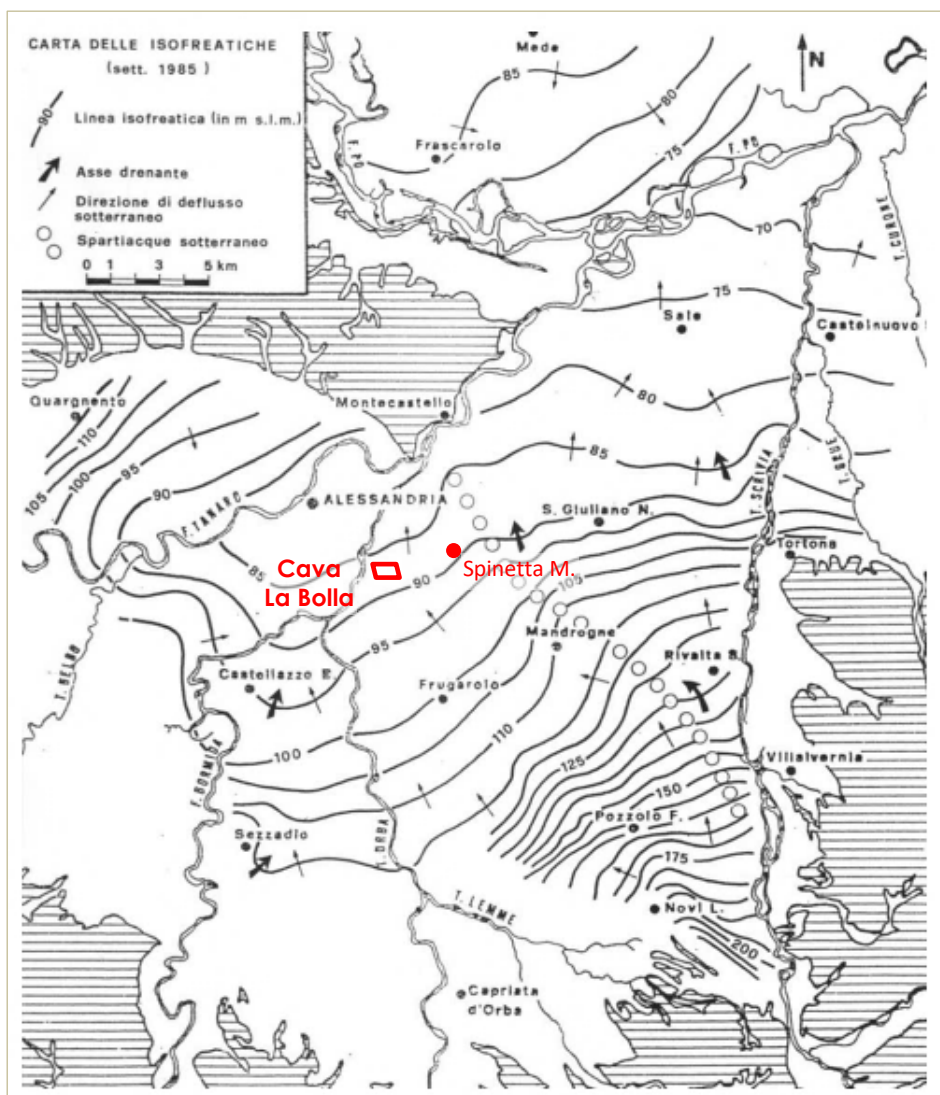 CARTA DELLE ISOFREATICHE
(sett. 1985)
90
Linea isofreatica (in m s.l.m.)
Asse drenante
Direzione di deflusso
sotterraneo
Spartiacque sotterraneo
0 1 3 5 km
Mede
N
85
80
75
Frascarolo
F. PO
F. PO
T. CURONE
70
75
Sale
Castelnuovo
Quargnento
110
105
100
95
90
Montecastello
80
85
ALESSANDRIA
F. TANARO
T. SCRIVIA
T. GRUE
S. Giuliano N.
Tortona
85
Cava
La Bolla
90
Spinetta M.
105
95
Mandrogne
T. BELBO
Castellazzo B.
Frugarolo
Rivalta S.
100
110
125
Villalvernia
F. BORMIDA
150
Pozzolo F.
Sezzadio
T. ORBA
175
T. LEMME
Novi L.
200
Capriata
d'Orba